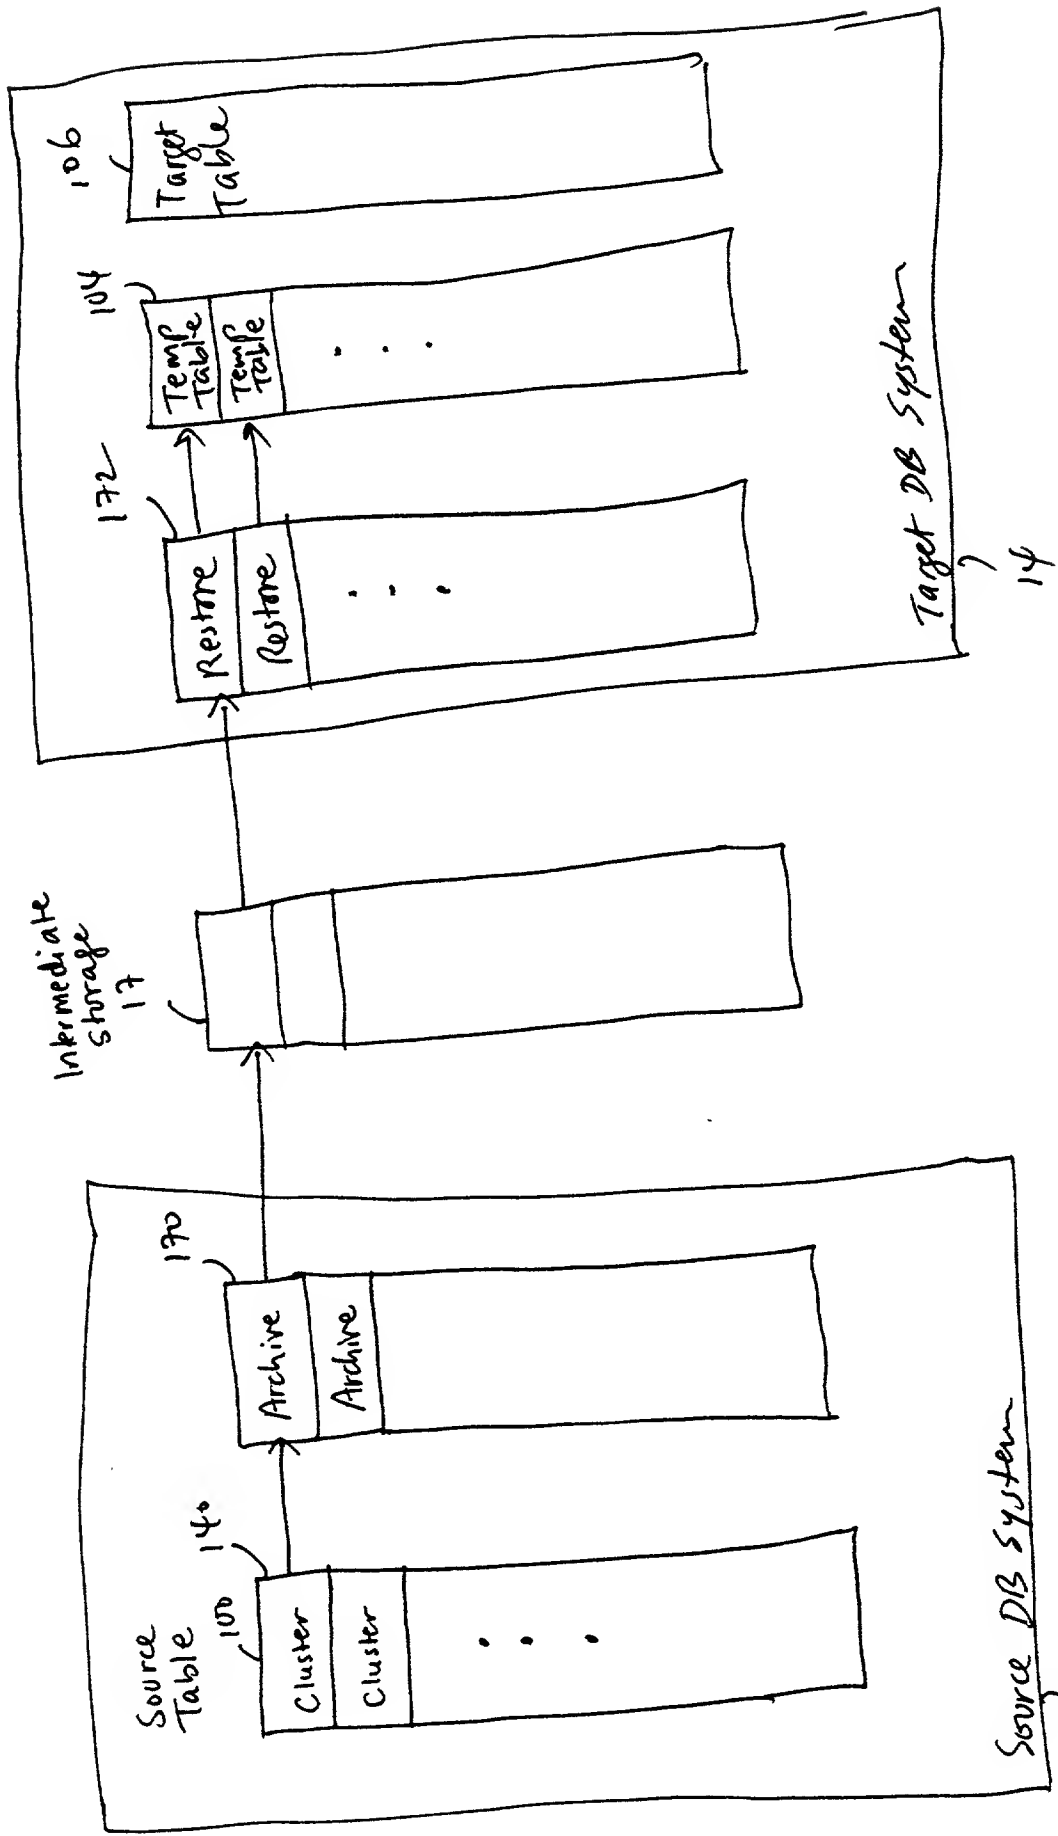 Source
Table
100
140
Cluster
Cluster
Source DB System
170
Archive
Archive
Intermediate
Storage
17
172
Restore
Restore
104
Temp
Table
Temp
Table
106
Target
Table
Target DB System
14